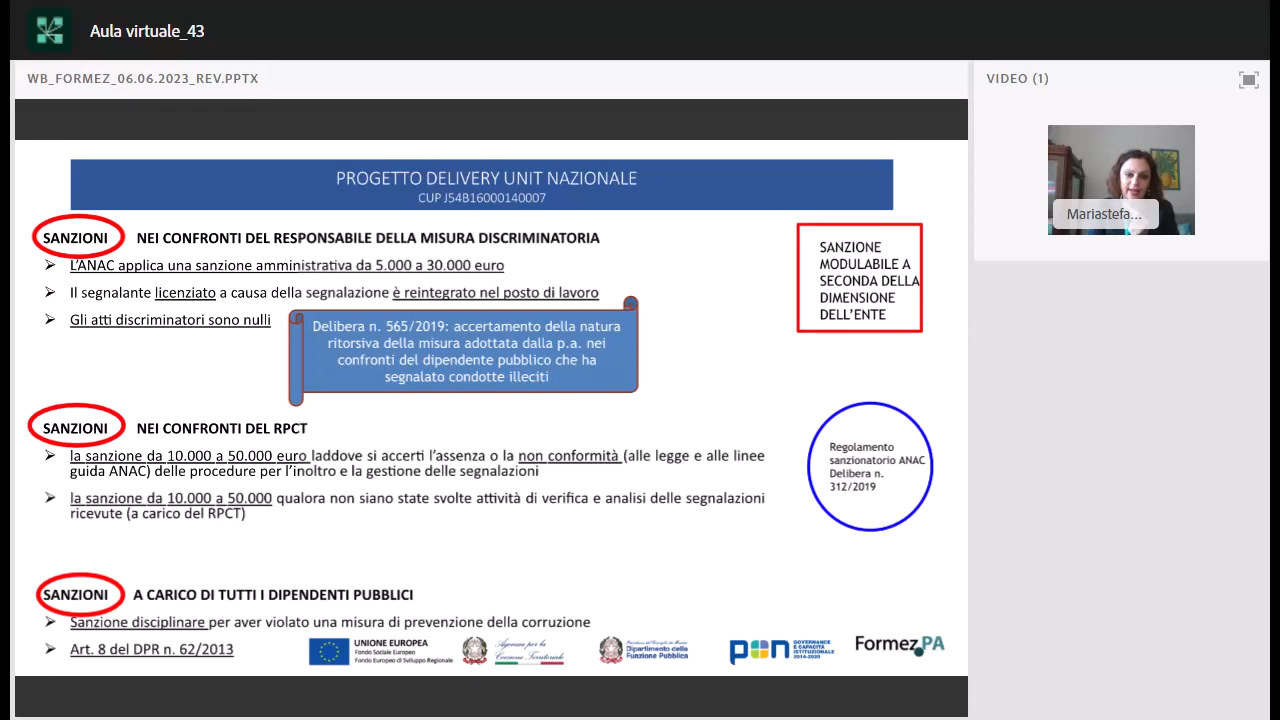 Aula virtuale_43
WB_FORMEZ_06.06.2023_REV.PPTX
VIDEO (1)
Mariastefa...
PROGETTO DELIVERY UNIT NAZIONALE
CUP J54B16000140007
SANZIONI NEI CONFRONTI DEL RESPONSABILE DELLA MISURA DISCRIMINATORIA
L'ANAC applica una sanzione amministrativa da 5.000 a 30.000 euro
Il segnalante licenziato a causa della segnalazione è reintegrato nel posto di lavoro
Gli atti discriminatori sono nulli
SANZIONE
MODULABILE A
SECONDA DELLA
DIMENSIONE
DELL'ENTE
Delibera n. 565/2019: accertamento della natura
ritorsiva della misura adottata dalla p.a. nei
confronti del dipendente pubblico che ha
segnalato condotte illeciti
SANZIONI NEI CONFRONTI DEL RPCT
la sanzione da 10.000 a 50.000 euro laddove si accerti l'assenza o la non conformità (alle legge e alle linee
guida ANAC) delle procedure per l'inoltro e la gestione delle segnalazioni
la sanzione da 10.000 a 50.000 qualora non siano state svolte attività di verifica e analisi delle segnalazioni
ricevute (a carico del RPCT)
Regolamento
sanzionatorio ANAC
Delibera n.
312/2019
SANZIONI A CARICO DI TUTTI I DIPENDENTI PUBBLICI
Sanzione disciplinare per aver violato una misura di prevenzione della corruzione
Art. 8 del DPR n. 62/2013
UNIONE EUROPEA
Fondo Sociale Europeo
Fondo Europeo di Sviluppo Regionale
Agenzia per la
Coesione Territoriale
Dipartimento della
Funzione Pubblica
pon GOVERNANCE
E CAPACITÀ
ISTITUZIONALE
2014-2020
FormezPA